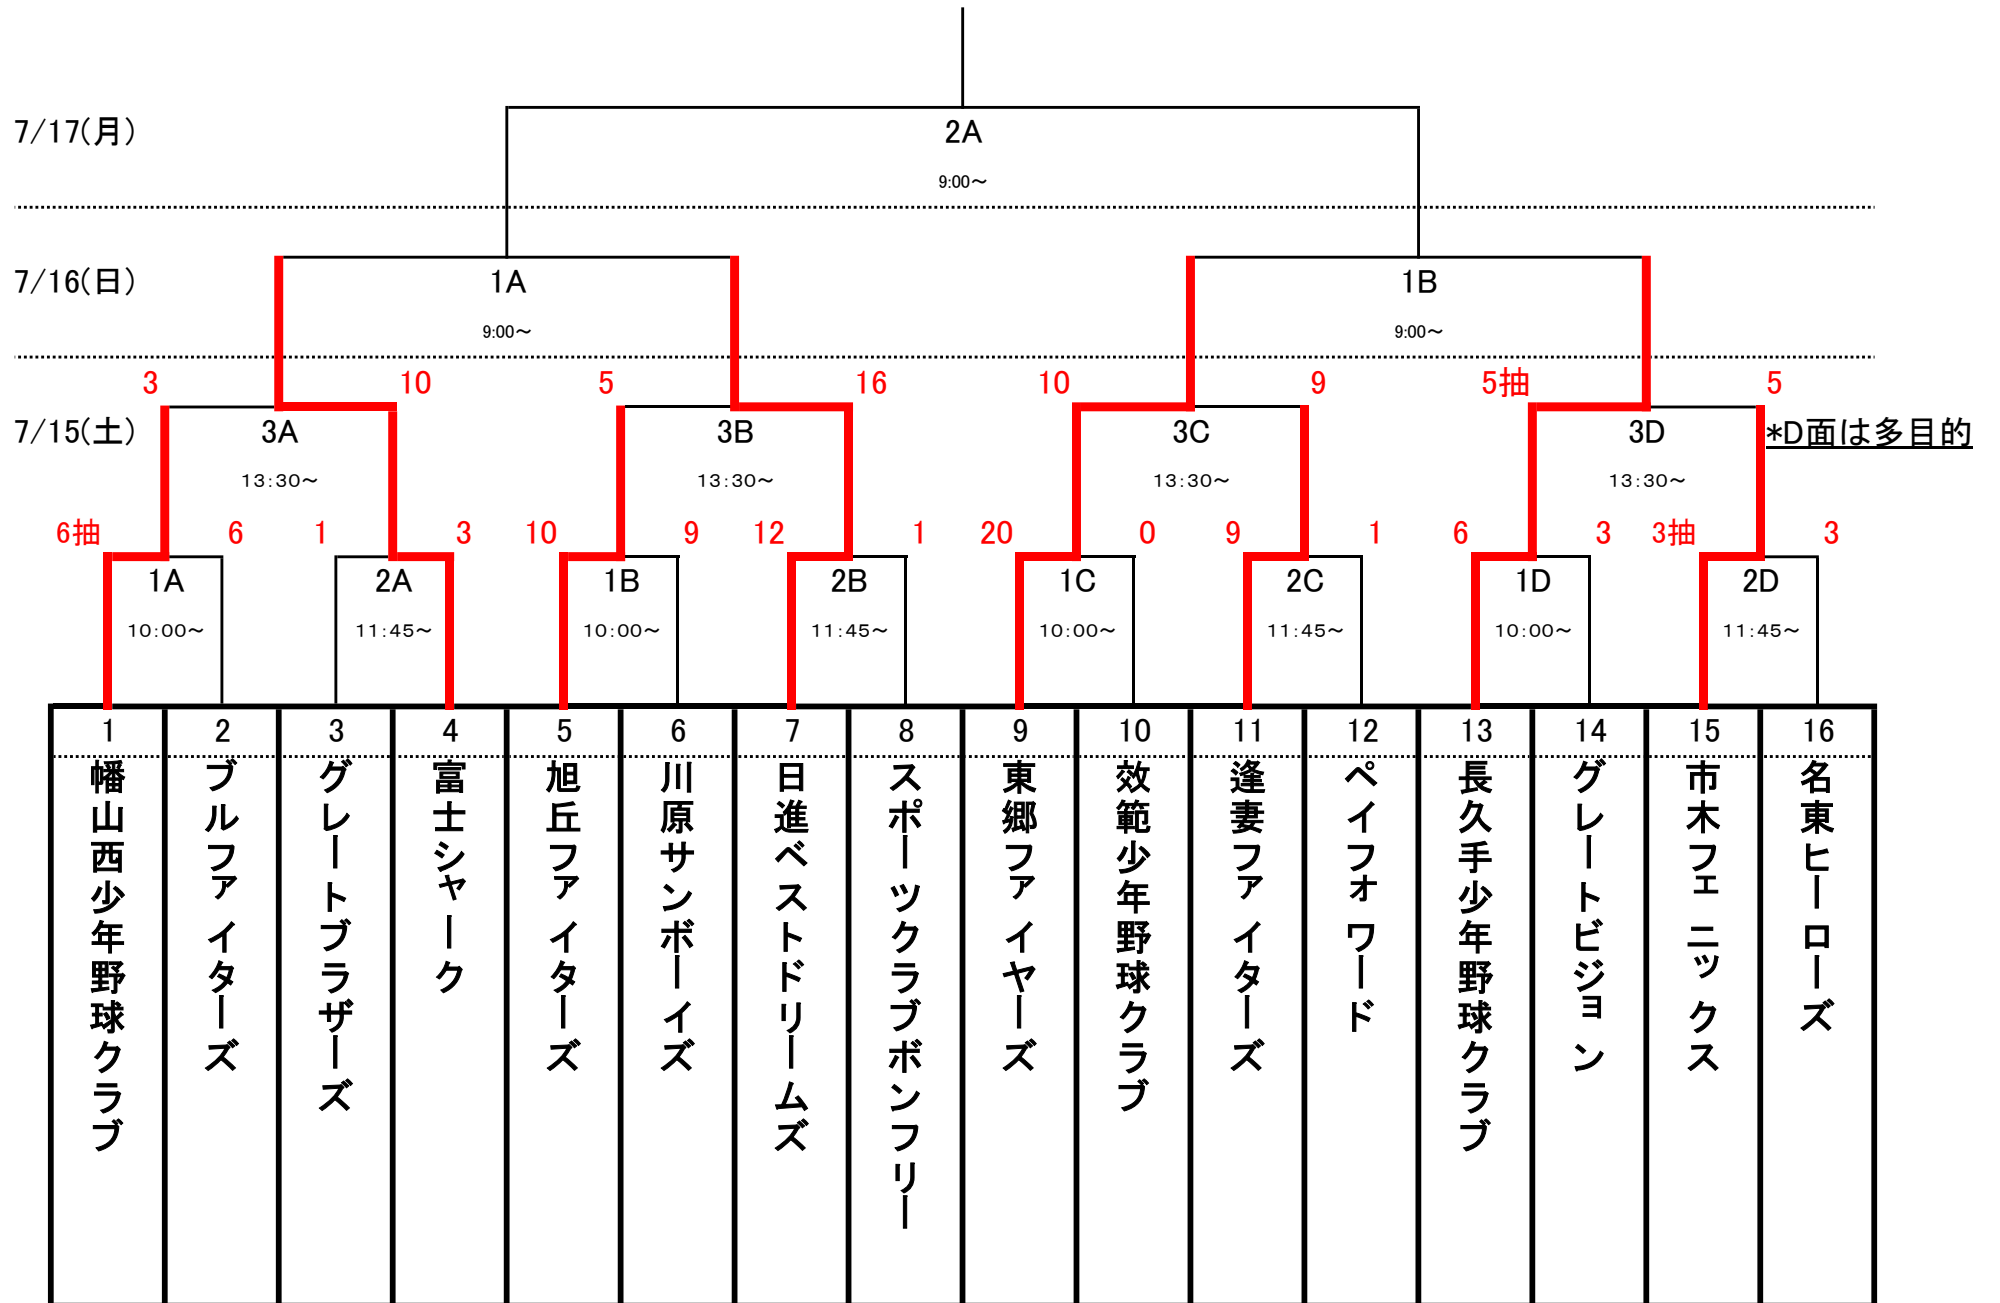 7/17(月)
2A
9:00～
7/16(日)
1A
1B
9:00～
9:00～
3
10
5
16
10
9
5抽
5
7/15(土)
3A
3B
3C
3D
*D面は多目的
13:30～
13:30～
13:30～
13:30～
6抽
6
1
3
10
9
12
1
20
0
9
1
6
3
3抽
3
1A
2A
1B
2B
1C
2C
1D
2D
10:00～
11:45～
10:00～
11:45～
10:00～
11:45～
10:00～
11:45～
1
2
3
4
5
6
7
8
9
10
11
12
13
14
15
16
幡山西少年野球クラブ
ブルファイターズ
グレートブラザーズ
富士シャーク
旭丘ファイターズ
川原サンボーイズ
日進ベストドリームズ
スポーツクラブボンフリー
東郷ファイヤーズ
效範少年野球クラブ
逢妻ファイターズ
ペイフォワード
長久手少年野球クラブ
グレートビジョン
市木フェニックス
名東ヒーローズ